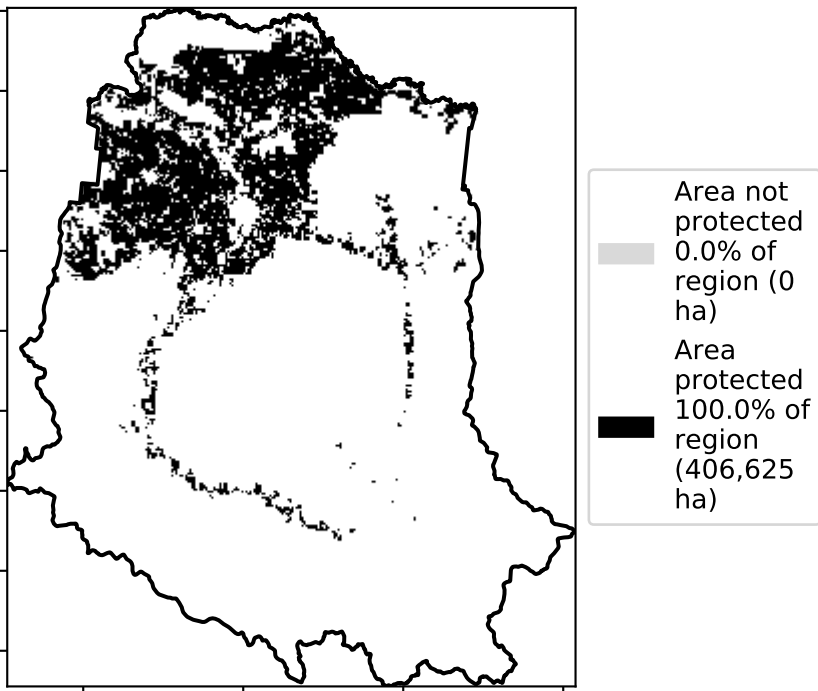 Area not
protected
0.0% of
region (0
ha)
Area
protected
100.0% of
region
(406,625
ha)